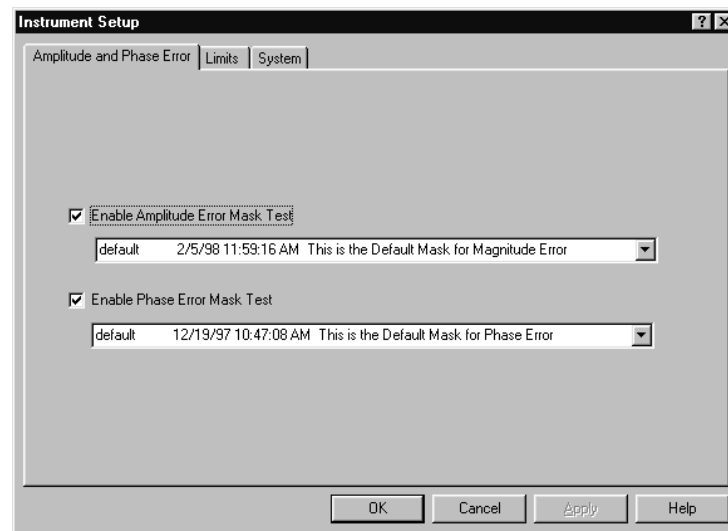 Instrument Setup
Amplitude and Phase Error Limits System
Enable Amplitude Error Mask Test
default 2/5/98 11:59:16 AM This is the Default Mask for Magnitude Error
Enable Phase Error Mask Test
default 12/19/97 10:47:08 AM This is the Default Mask for Phase Error
OK Cancel Apply Help